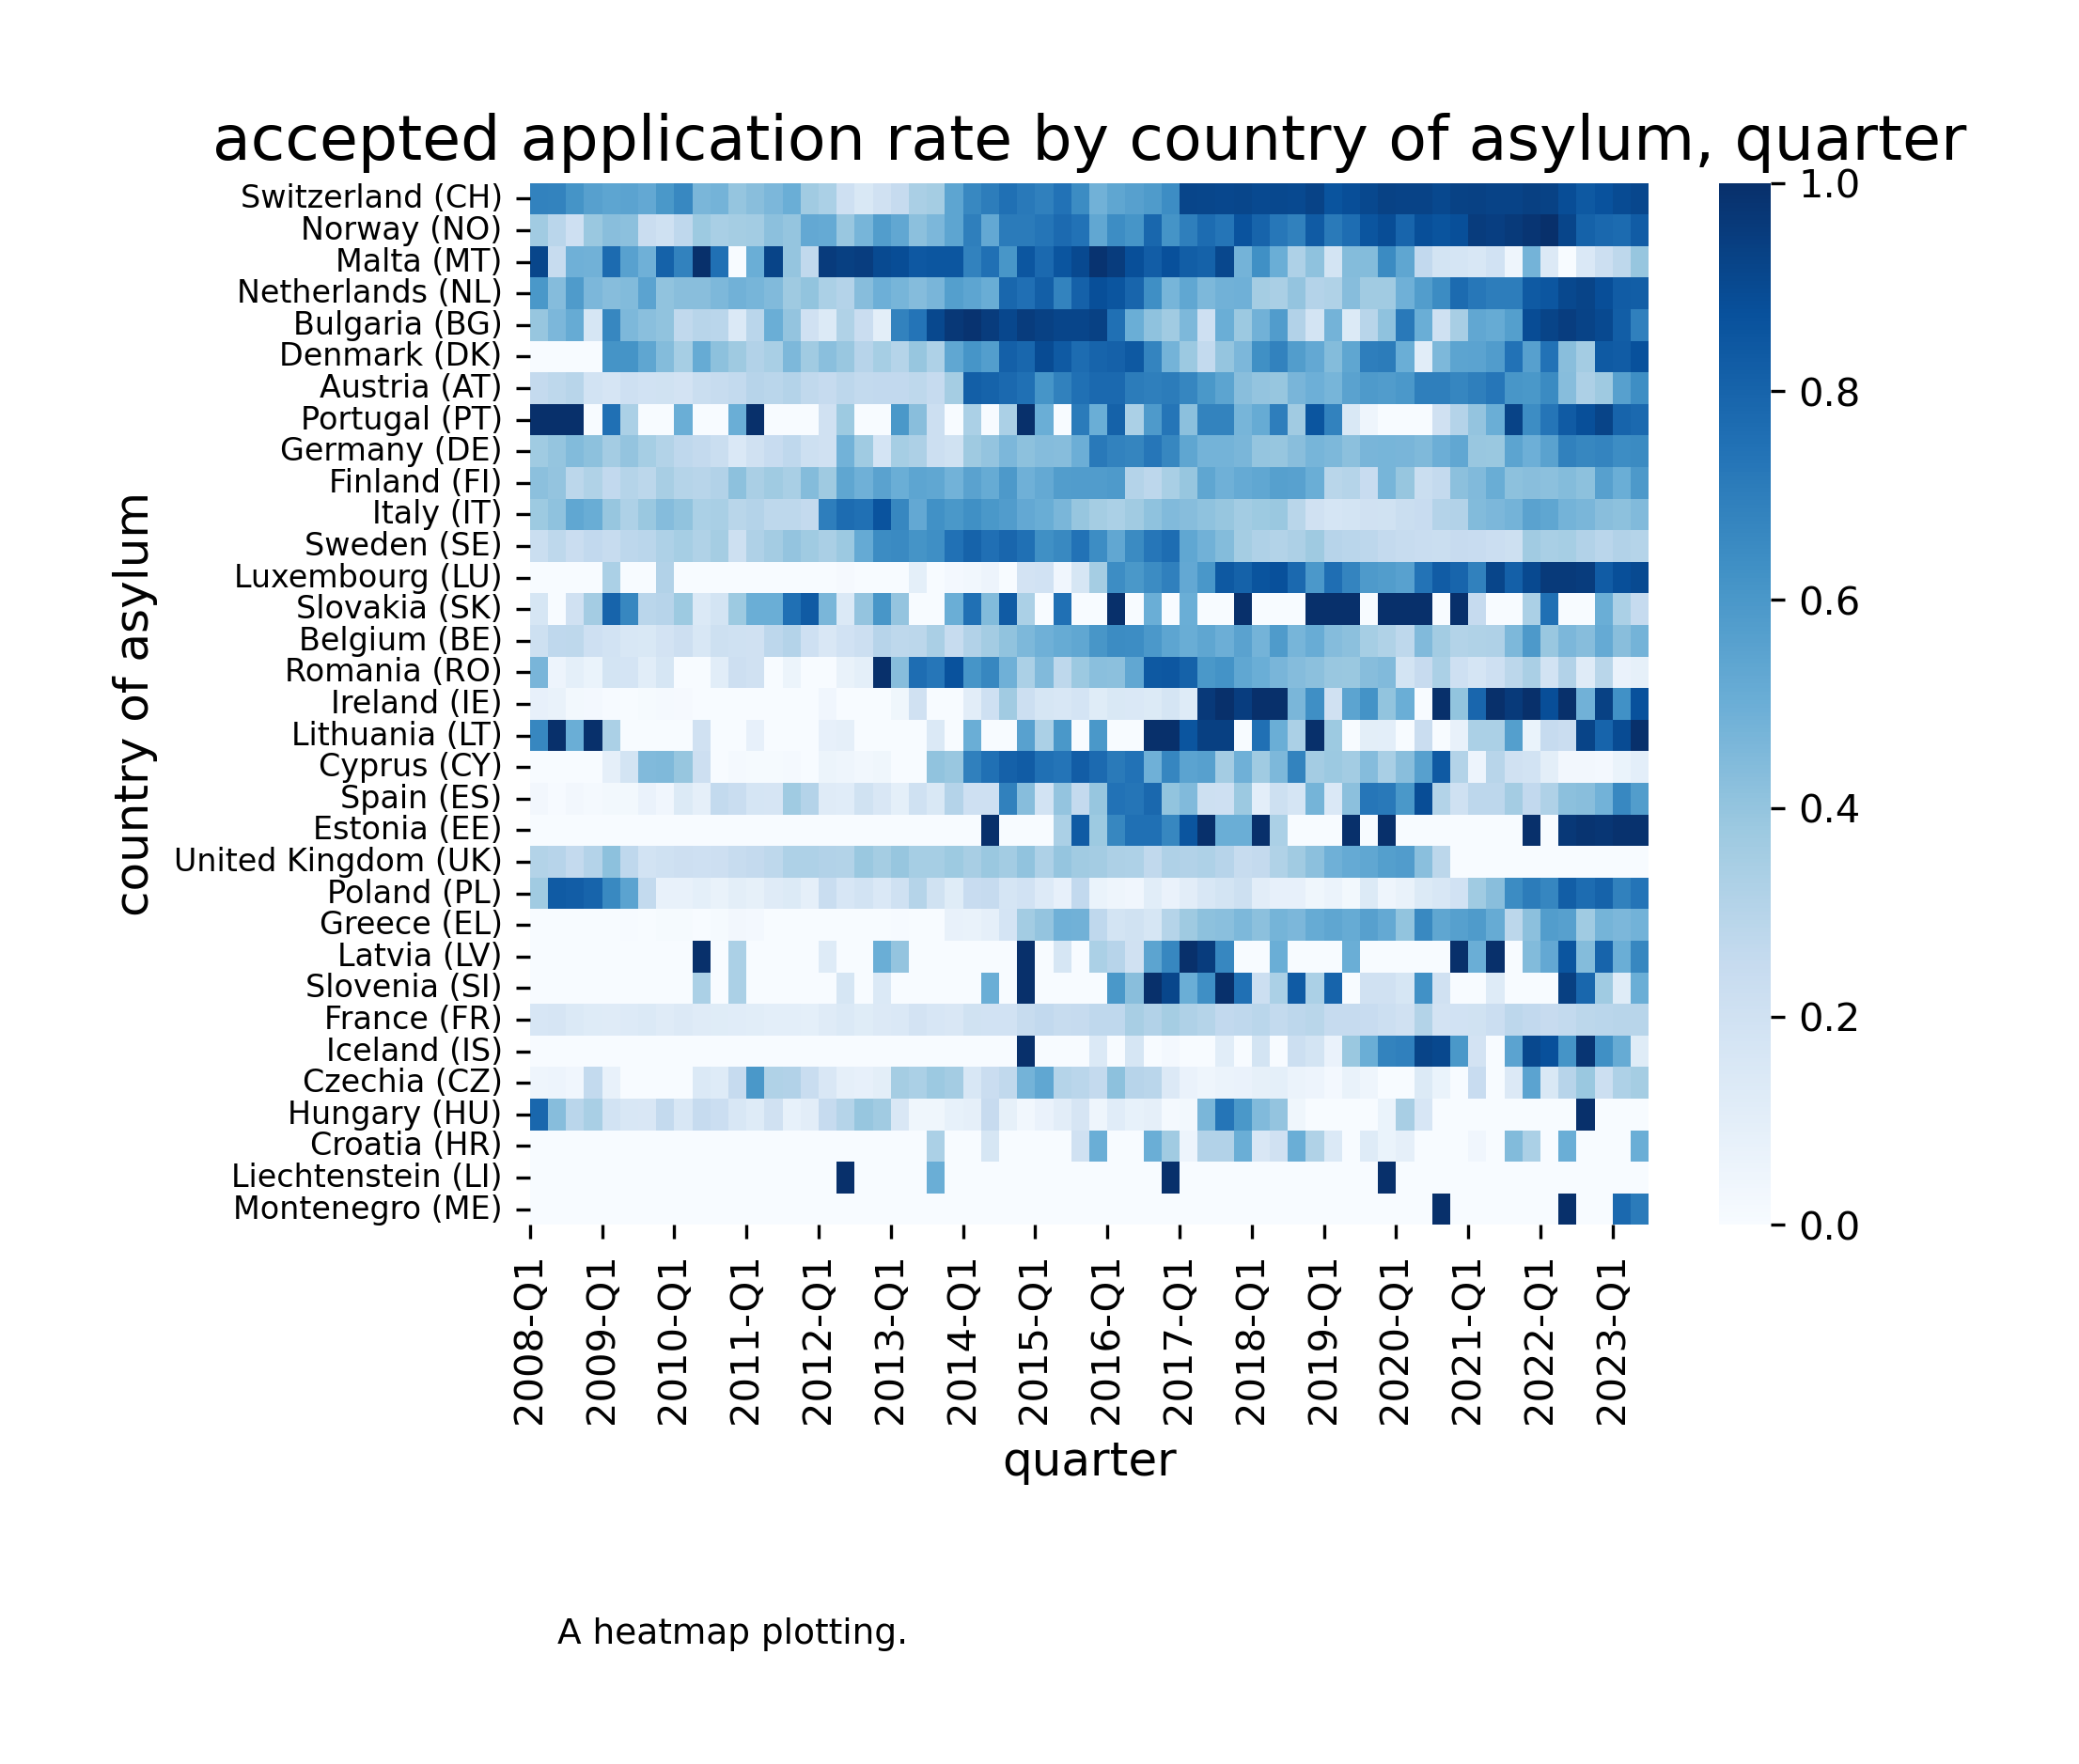 accepted application rate by country of asylum, quarter
country of asylum
Switzerland (CH)
Norway (NO)
Malta (MT)
Netherlands (NL)
Bulgaria (BG)
Denmark (DK)
Austria (AT)
Portugal (PT)
Germany (DE)
Finland (FI)
Italy (IT)
Sweden (SE)
Luxembourg (LU)
Slovakia (SK)
Belgium (BE)
Romania (RO)
Ireland (IE)
Lithuania (LT)
Cyprus (CY)
Spain (ES)
Estonia (EE)
United Kingdom (UK)
Poland (PL)
Greece (EL)
Latvia (LV)
Slovenia (SI)
France (FR)
Iceland (IS)
Czechia (CZ)
Hungary (HU)
Croatia (HR)
Liechtenstein (LI)
Montenegro (ME)
1.0
0.8
0.6
0.4
0.2
0.0
2008-Q1
2009-Q1
2010-Q1
2011-Q1
2012-Q1
2013-Q1
2014-Q1
2015-Q1
2016-Q1
2017-Q1
2018-Q1
2019-Q1
2020-Q1
2021-Q1
2022-Q1
2023-Q1
quarter
A heatmap plotting.